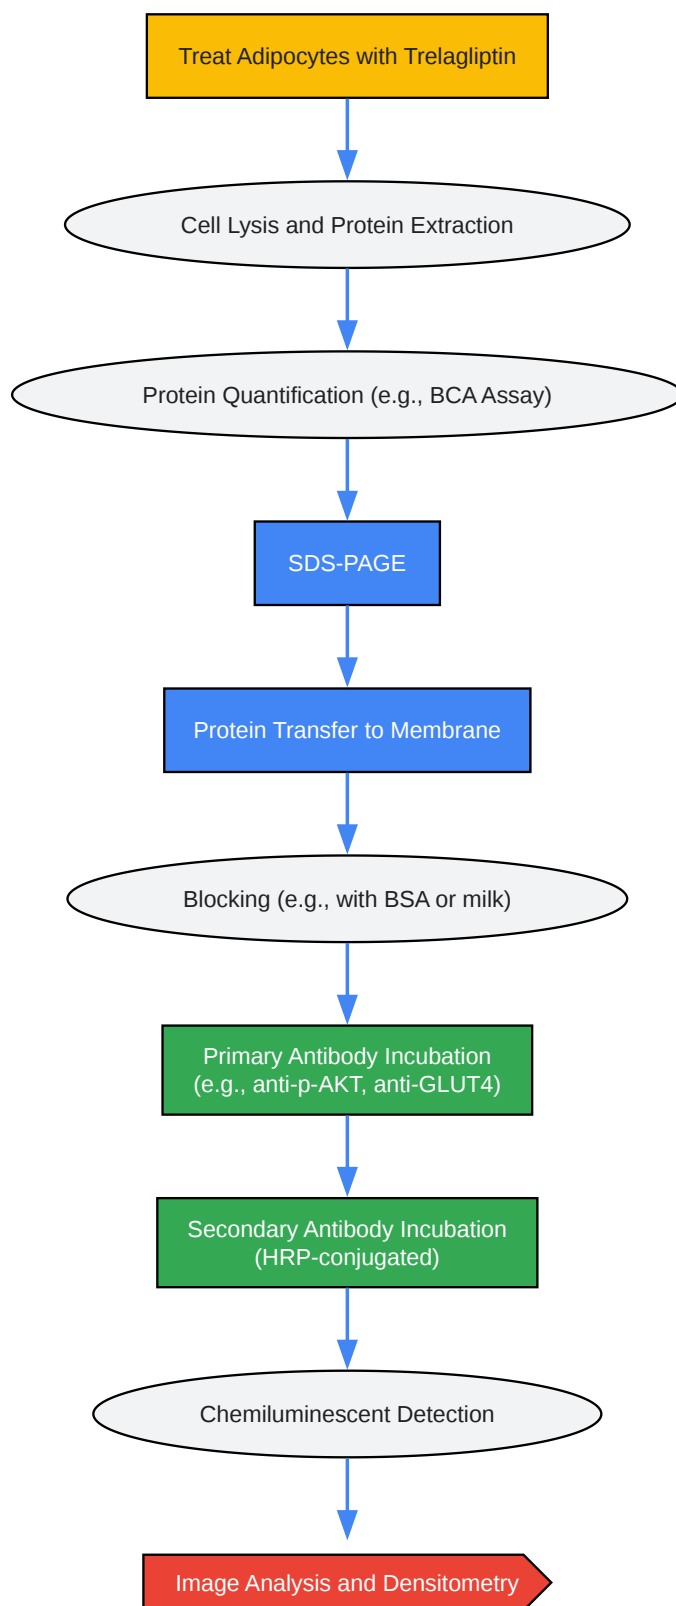 Treat Adipocytes with Trelagliptin
Cell Lysis and Protein Extraction
Protein Quantification (e.g., BCA Assay)
SDS-PAGE
Protein Transfer to Membrane
Blocking (e.g., with BSA or milk)
Primary Antibody Incubation
(e.g., anti-p-AKT, anti-GLUT4)
Secondary Antibody Incubation
(HRP-conjugated)
Chemiluminescent Detection
Image Analysis and Densitometry